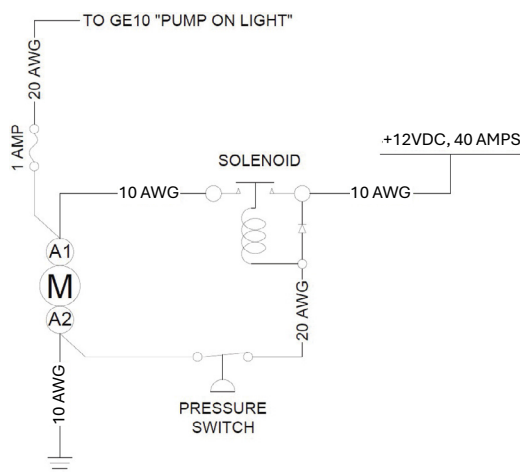 TO GE10 "PUMP ON LIGHT"
20 AWG
1 AMP
.+12VDC, 40 AMPS
SOLENOID
10 AWG
10 AWG
A1
M
A2
20 AWG
10 AWG
PRESSURE
SWITCH